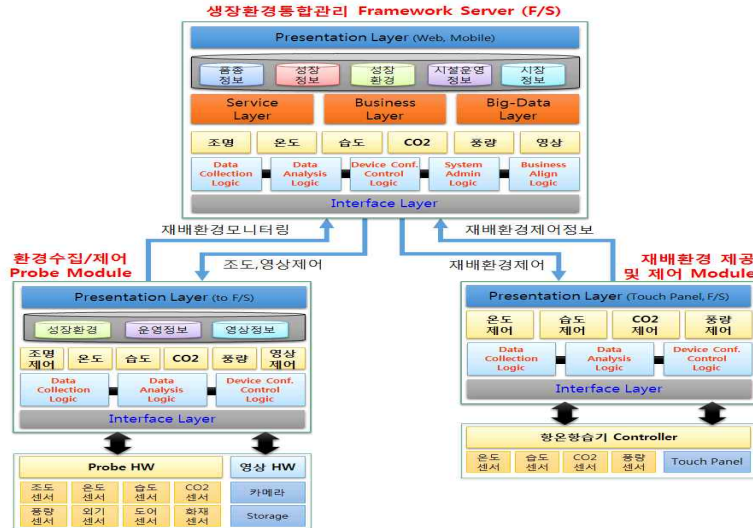 생장환경통합관리 Framework Server (F/S)
Presentation Layer (Web, Mobile)
품종 성장 성장 시설운영 시장
정보 정보 환경 정보 정보
Service Business Big-Data
Layer Layer Layer
조명 온도 습도 CO2 풍량 영상
Data Data Device Conf. System Business
Collection Analysis Control Admin Align
Logic Logic Logic Logic Logic
Interface Layer
재배환경모니터링 재배환경제어정보
조도,영상제어 재배환경제어
환경수집/제어
Probe Module
Presentation Layer (to F/S)
성장환경 운영정보 영상정보
조명 온도 습도 CO2 풍량 영상
제어 제어
Data Data Device Conf.
Collection Analysis Control
Logic Logic Logic
Interface Layer
Probe HW 영상 HW
조도 온도 습도 CO2 카메라
센서 센서 센서 센서
풍량 외기 도어 화재 Storage
센서 센서 센서 센서
재배환경 제공
및 제어 Module
Presentation Layer (Touch Panel, F/S)
온도 습도 CO2 풍량
제어 제어 제어 제어
Data Data Device Conf.
Collection Analysis Control
Logic Logic Logic
Interface Layer
항온항습기 Controller
온도 습도 CO2 풍량 Touch Panel
센서 센서 센서 센서